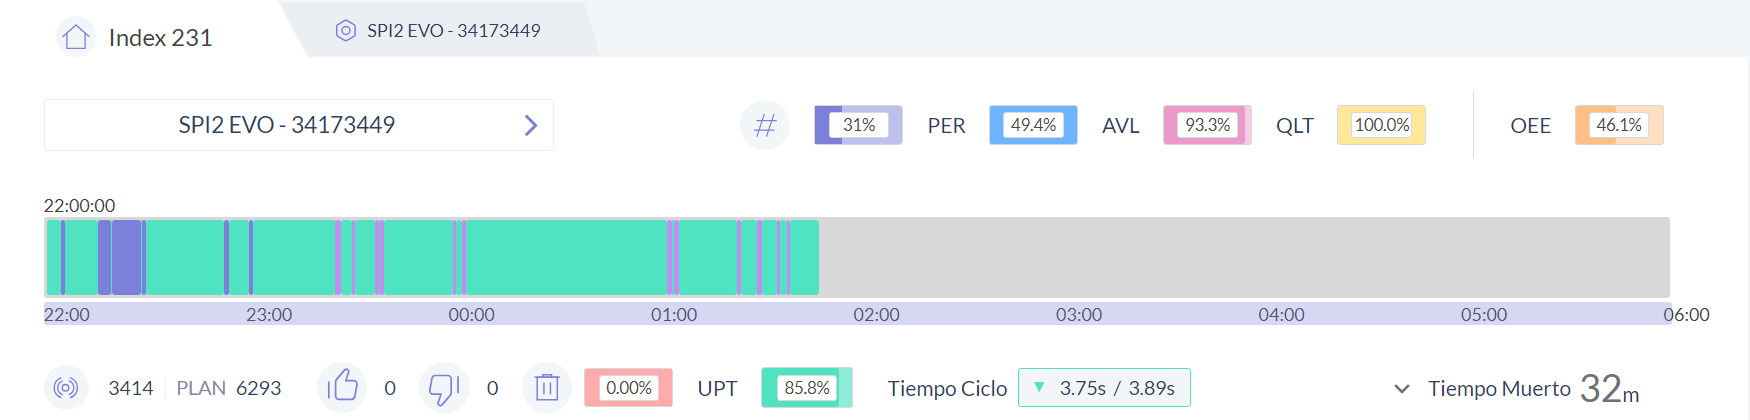 Index 231
SPI2 EVO - 34173449
SPI2 EVO - 34173449
31% PER 49.4% AVL 93.3% QLT 100.0% OEE 46.1%
22:00:00
22:00 23:00 00:00 01:00 02:00 03:00 04:00 05:00 06:00
3414 PLAN 6293 0 0 0.00% UPT 85.8% Tiempo Ciclo ▼ 3.75s / 3.89s Tiempo Muerto 32m